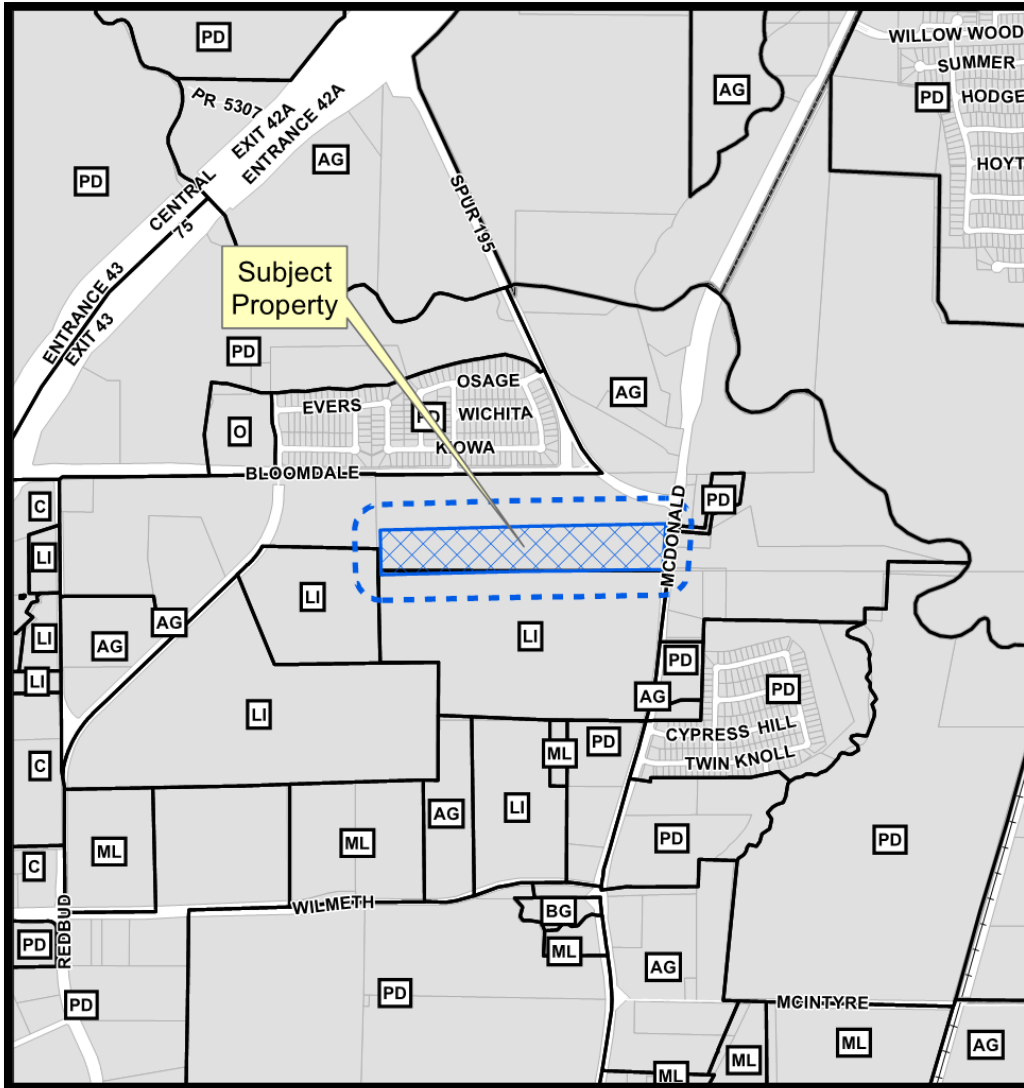 PD
WILLOW WOOD
SUMMER
PD
HODGE
HOYT
AG
PR 5307
EXIT 42A
ENTRANCE 42A
AG
PD
CENTRAL
75
SPUR 195
ENTRANCE 43
EXIT 43
Subject
Property
PD
OSAGE
EVERS
PD
WICHITA
KIOWA
AG
O
BLOOMDALE
C
PD
MCDONALD
LI
LI
AG
LI
AG
LI
PD
LI
AG
PD
LI
CYPRESS HILL
TWIN KNOLL
ML
PD
C
AG
LI
ML
ML
PD
PD
C
WILMETH
REDBUD
BG
PD
ML
AG
PD
PD
MCINTYRE
ML
AG
ML
ML